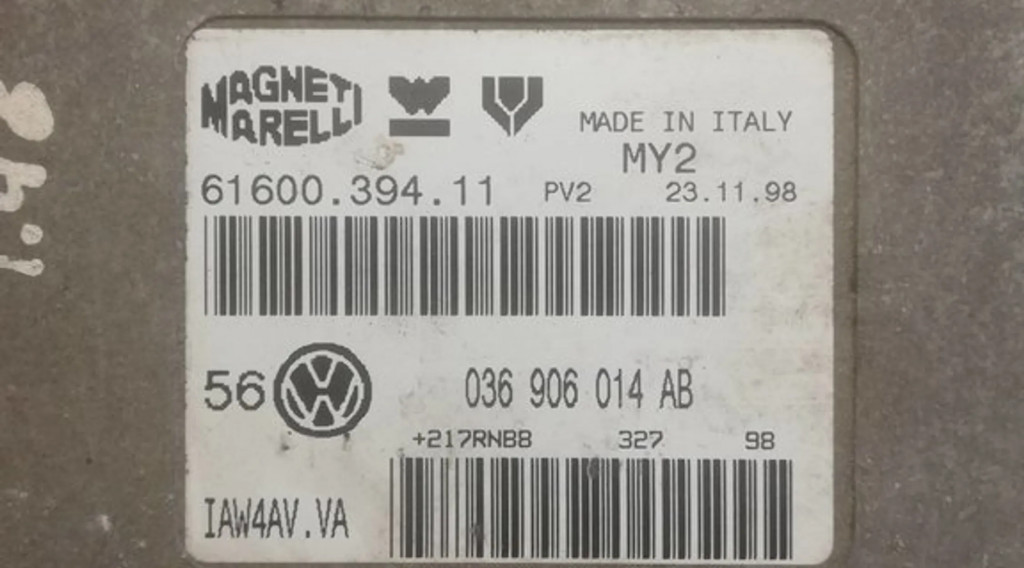 MAGNETI
MARELLI
MADE IN ITALY
MY2
61600.394.11 PV2 23.11.98
56 036 906 014 AB
+217RNB8 327 98
IAW4AV.VA